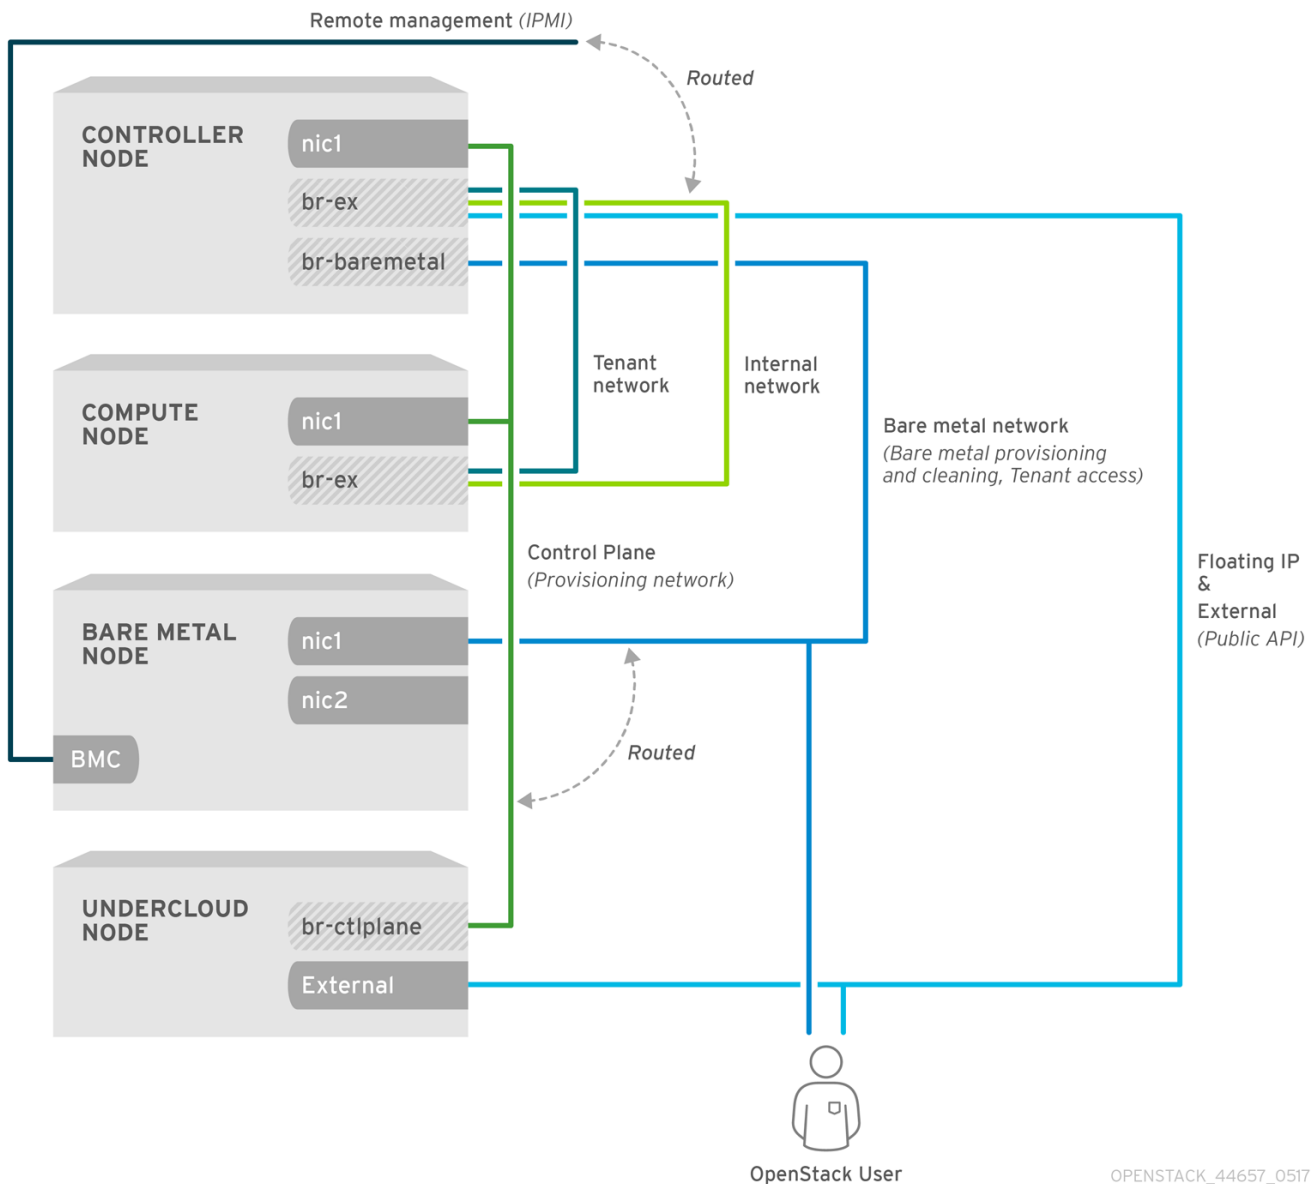 Remote management (IPMI)
Routed
CONTROLLER
NODE
nic1
br-ex
br-baremetal
Tenant
network
Internal
network
COMPUTE
NODE
nic1
br-ex
Bare metal network
(Bare metal provisioning
and cleaning, Tenant access)
Control Plane
(Provisioning network)
Floating IP
&
External
(Public API)
BARE METAL
NODE
nic1
nic2
BMC
Routed
UNDERCLOUD
NODE
br-ctlplane
External
OpenStack User
OPENSTACK_44657_0517